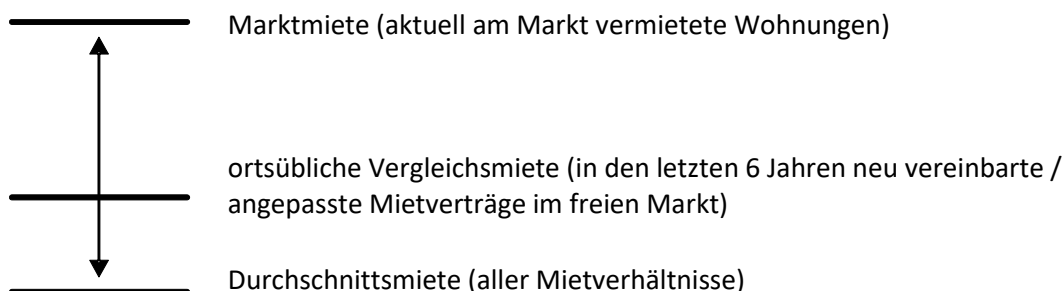 Marktmiete (aktuell am Markt vermietete Wohnungen)
ortsübliche Vergleichsmiete (in den letzten 6 Jahren neu vereinbarte /
angepasste Mietverträge im freien Markt)
Durchschnittsmiete (aller Mietverhältnisse)